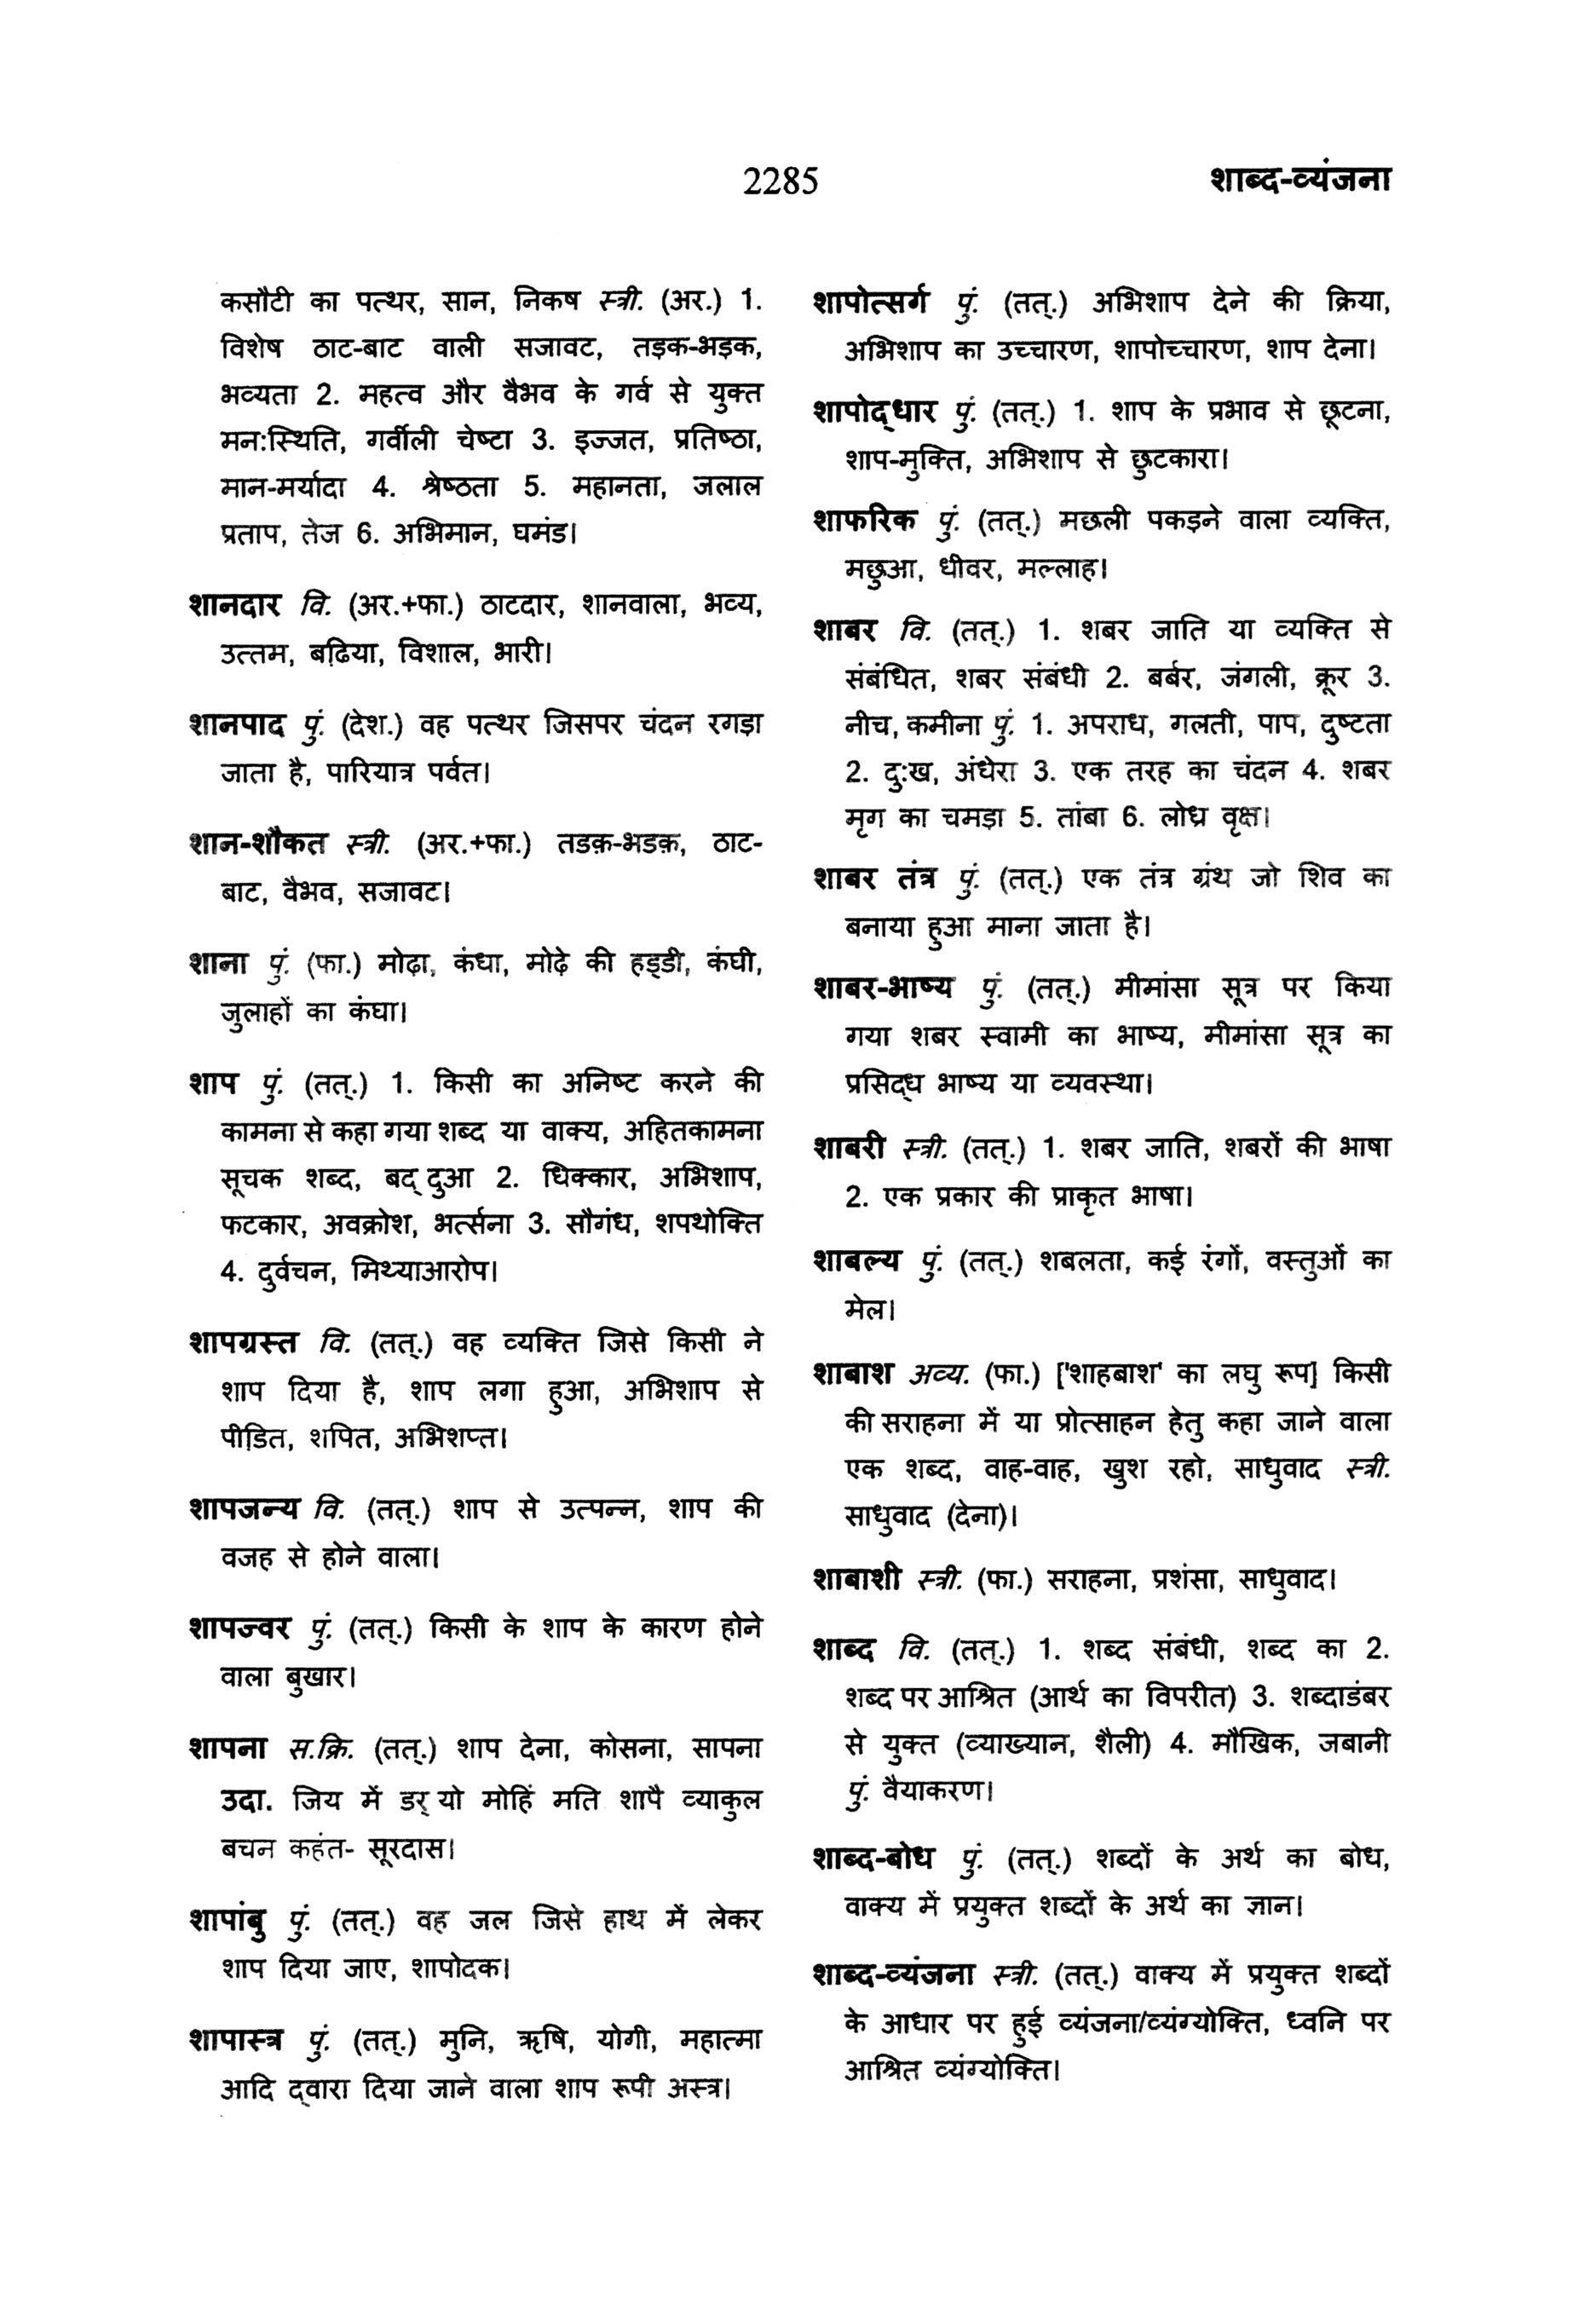 2285
शाब्द-व्यंजना
कसौटी का पत्थर, सान, निकष स्त्री. (अर.) 1.
विशेष ठाट-बाट वाली सजावट, तड़क-भड़क,
भव्यता 2. महत्व और वैभव के गर्व से युक्त
मन:स्थिति, गर्वीली चेष्टा 3. इज्जत, प्रतिष्ठा,
मान-मर्यादा 4. श्रेष्ठता 5. महानता, जलाल
प्रताप, तेज 6. अभिमान, घमंड।
शानदार वि. (अर.+फा.) ठाटदार, शानवाला, भव्य,
उत्तम, बढ़िया, विशाल, भारी।
शानपाद पुं. (देश.) वह पत्थर जिसपर चंदन रगड़ा
जाता है, पारियात्र पर्वत।
शान-शौकत स्त्री. (अर.+फा.) तडक़-भडक़, ठाट-
बाट, वैभव, सजावट।
शाना पुं. (फा.) मोढ़ा, कंधा, मोढ़े की हड्डी, कंघी,
जुलाहों का कंघा।
शाप पुं. (तत्.) 1. किसी का अनिष्ट करने की
कामना से कहा गया शब्द या वाक्य, अहितकामना
सूचक शब्द, बद् दुआ 2. धिक्कार, अभिशाप,
फटकार, अवक्रोश, भर्त्सना 3. सौगंध, शपथोक्ति
4. दुर्वचन, मिथ्याआरोप।
शापग्रस्त वि. (तत्.) वह व्यक्ति जिसे किसी ने
शाप दिया है, शाप लगा हुआ, अभिशाप से
पीडि़त, शपित, अभिशप्त।
शापजन्य वि. (तत्.) शाप से उत्पन्न, शाप की
वजह से होने वाला।
शापज्वर पुं. (तत्.) किसी के शाप के कारण होने
वाला बुखार।
शापना स.क्रि. (तत्.) शाप देना, कोसना, सापना
उदा. जिय में डर् यो मोहिं मति शापै व्याकुल
बचन कहंत- सूरदास।
शापांबु पुं. (तत्.) वह जल जिसे हाथ में लेकर
शाप दिया जाए, शापोदक।
शापास्त्र पुं. (तत्.) मुनि, ऋषि, योगी, महात्मा
आदि द्वारा दिया जाने वाला शाप रूपी अस्त्र।
शापोत्सर्ग पुं. (तत्.) अभिशाप देने की क्रिया,
अभिशाप का उच्चारण, शापोच्चारण, शाप देना।
शापोद्धार पुं. (तत्.) 1. शाप के प्रभाव से छूटना,
शाप-मुक्ति, अभिशाप से छुटकारा।
शाफरिक पुं. (तत्.) मछली पकड़ने वाला व्यक्ति,
मछुआ, धीवर, मल्लाह।
शाबर वि. (तत्.) 1. शबर जाति या व्यक्ति से
संबंधित, शबर संबंधी 2. बर्बर, जंगली, क्रूर 3.
नीच, कमीना पुं. 1. अपराध, गलती, पाप, दुष्टता
2. दु:ख, अंधेरा 3. एक तरह का चंदन 4. शबर
मृग का चमड़ा 5. तांबा 6. लोध्र वृक्ष।
शाबर तंत्र पुं. (तत्.) एक तंत्र ग्रंथ जो शिव का
बनाया हुआ माना जाता है।
शाबर-भाष्य पुं. (तत्.) मीमांसा सूत्र पर किया
गया शबर स्वामी का भाष्य, मीमांसा सूत्र का
प्रसिद्ध भाष्य या व्यवस्था।
शाबरी स्त्री. (तत्.) 1. शबर जाति, शबरों की भाषा
2. एक प्रकार की प्राकृत भाषा।
शाबल्य पुं. (तत्.) शबलता, कई रंगों, वस्तुओं का
मेल।
शाबाश अव्य. (फा.) ['शाहबाश' का लघु रूप] किसी
की सराहना में या प्रोत्साहन हेतु कहा जाने वाला
एक शब्द, वाह-वाह, खुश रहो, साधुवाद स्त्री.
साधुवाद (देना)।
शाबाशी स्त्री. (फा.) सराहना, प्रशंसा, साधुवाद।
शाब्द वि. (तत्.) 1. शब्द संबंधी, शब्द का 2.
शब्द पर आश्रित (आर्थ का विपरीत) 3. शब्दाडंबर
से युक्त (व्याख्यान, शैली) 4. मौखिक, जबानी
पुं. वैयाकरण।
शाब्द-बोध पुं. (तत्.) शब्दों के अर्थ का बोध,
वाक्य में प्रयुक्त शब्दों के अर्थ का ज्ञान।
शाब्द-व्यंजना स्त्री. (तत्.) वाक्य में प्रयुक्त शब्दों
के आधार पर हुई व्यंजना/व्यंग्योक्ति, ध्वनि पर
आश्रित व्यंग्योक्ति।